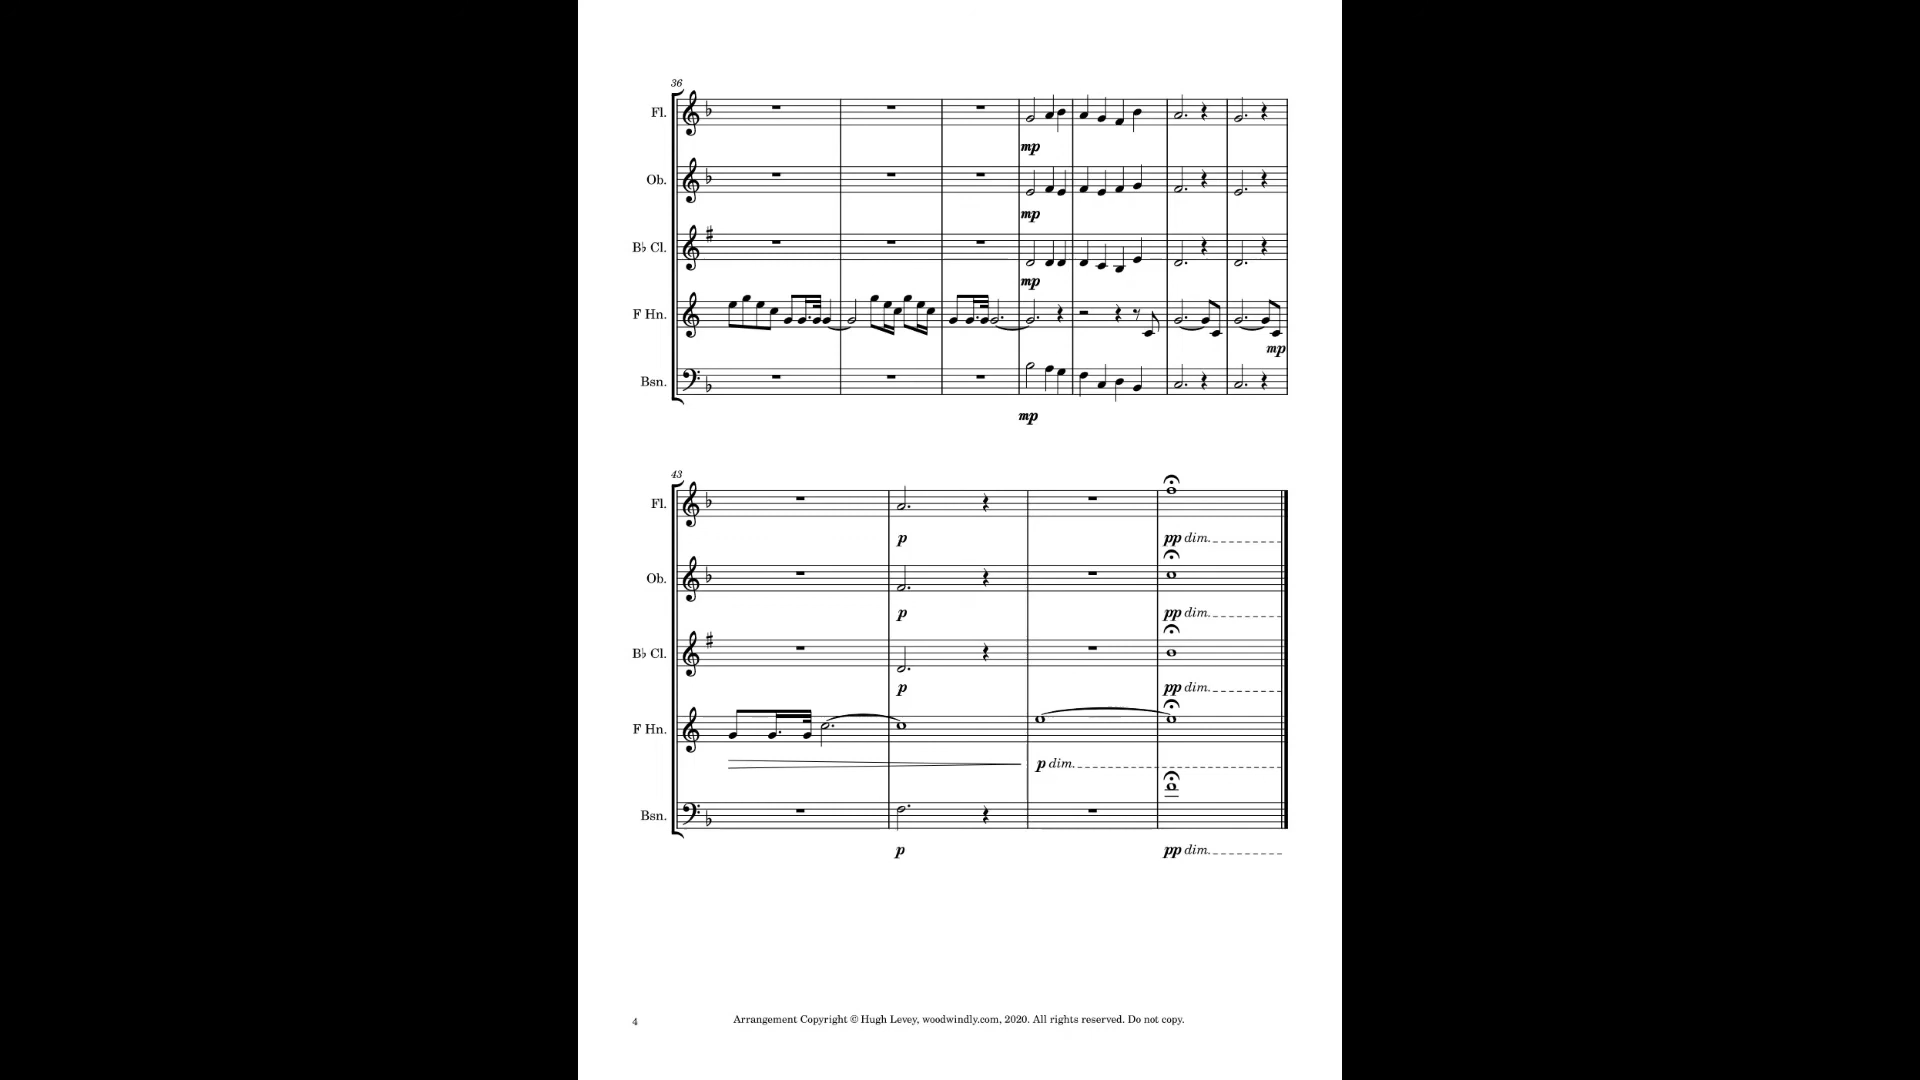 36
Fl.
mp
Ob.
mp
B♭ Cl.
mp
F Hn.
mp
Bsn.
mp
43
Fl.
p pp dim.
Ob.
p pp dim.
B♭ Cl.
p pp dim.
F Hn.
p dim.
Bsn.
p pp dim.
4 Arrangement Copyright © Hugh Levey, woodwindly.com, 2020. All rights reserved. Do not copy.